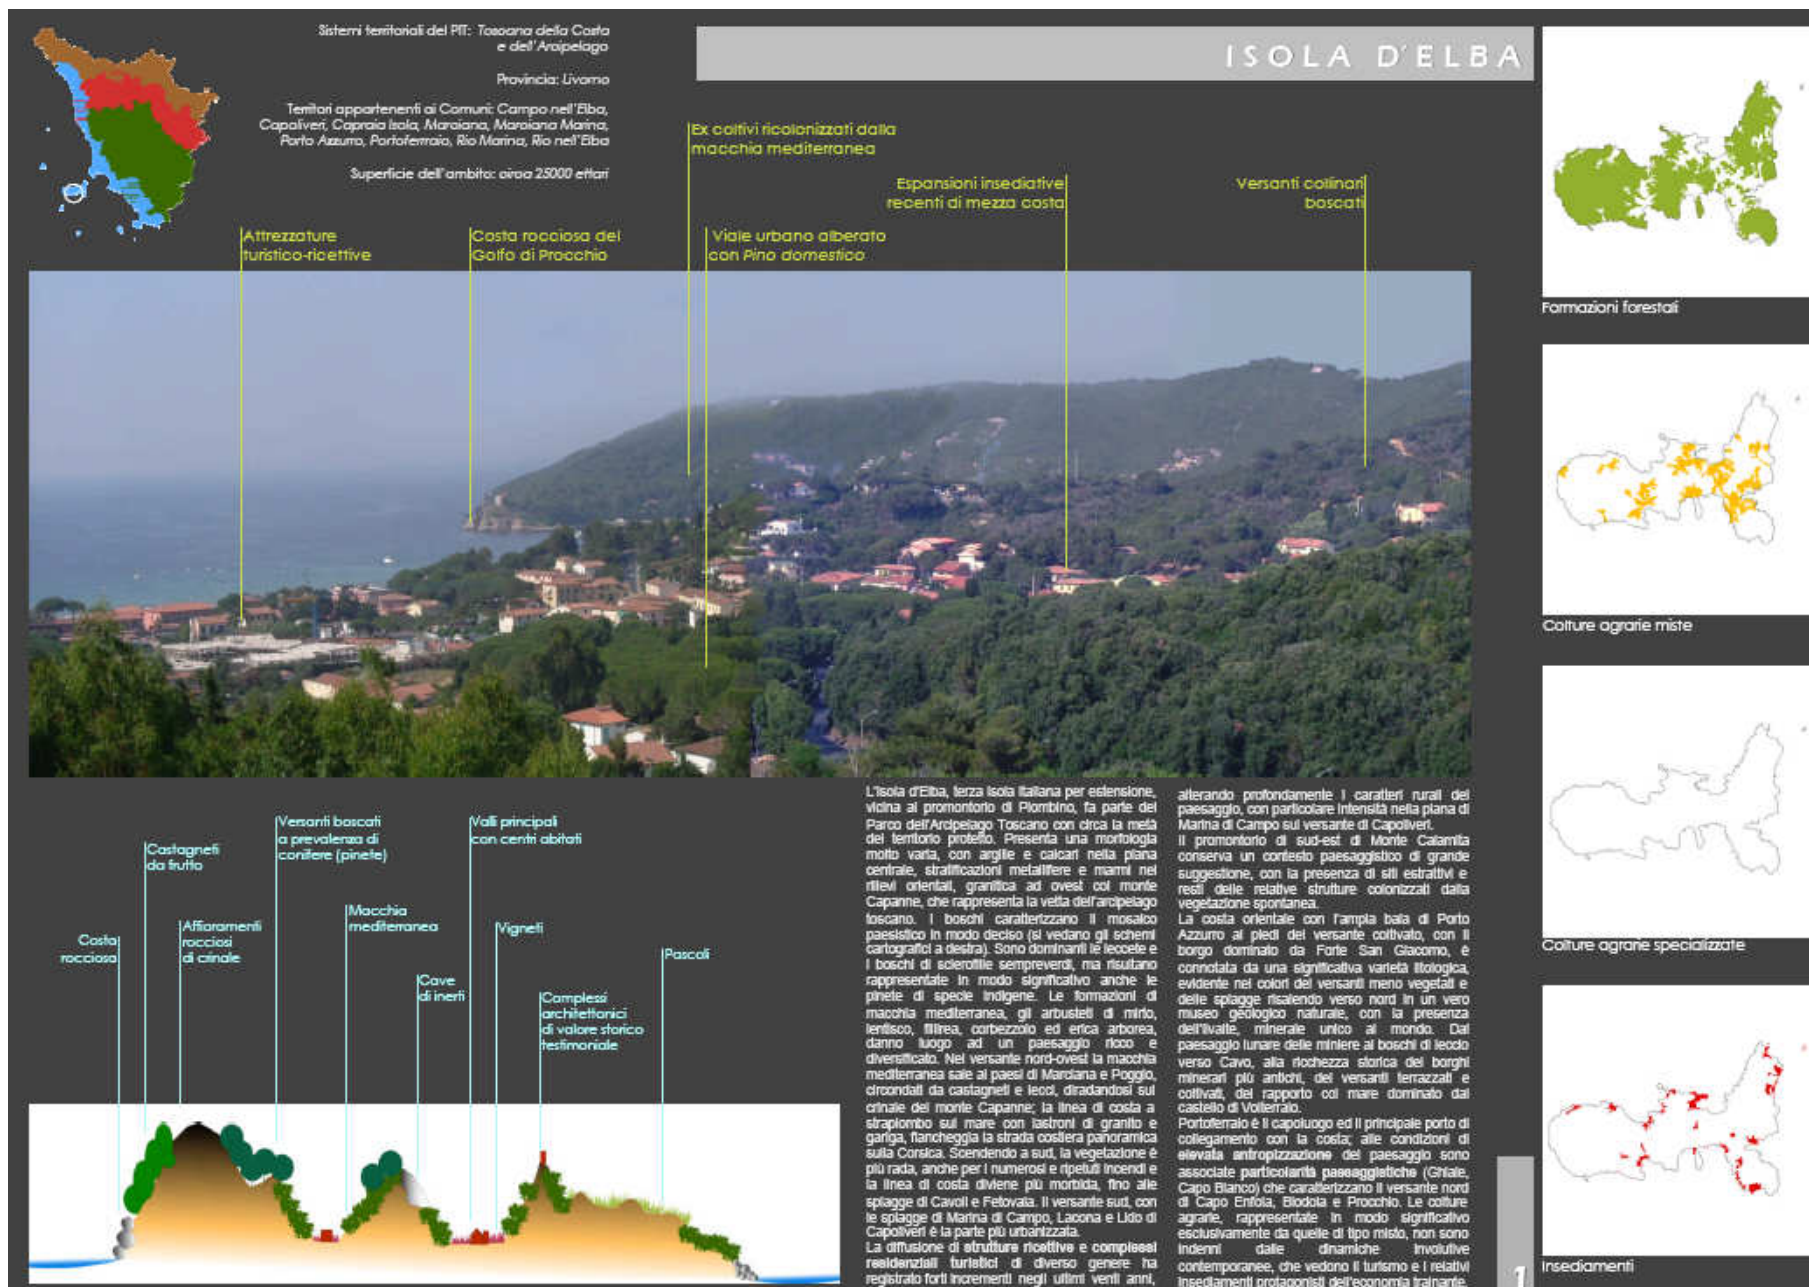 Sistemi territoriali del PIT: Toscana della Costa
e dell'Arcipelago
Provincia: Livorno
Territori appartenenti ai Comuni: Campo nell'Elba,
Capoliveri, Capraia Isola, Marciana, Marciana Marina,
Porto Azzurro, Portoferraio, Rio Marina, Rio nell'Elba
Superficie dell'ambito: circa 25000 ettari
ISOLA D'ELBA
Ex coltivi ricolonizzati dalla
macchia mediterranea
Espansioni insediative
recenti di mezza costa
Versanti collinari
boscati
Attrezzature
turistico-ricettive
Costa rocciosa del
Golfo di Procchio
Viale urbano alberato
con Pino domestico
Formazioni forestali
Colture agrarie miste
Colture agrarie specializzate
Insediamenti
Costa
rocciosa
Castagneti
da frutto
Affioramenti
rocciosi
di crinale
Versanti boscati
a prevalenza di
conifere (pinete)
Macchia
mediterranea
Cave
di inerti
Valli principali
con centri abitati
Vigneti
Complessi
architettonici
di valore storico
testimoniale
Pascoli
L'Isola d'Elba, terza isola italiana per estensione,
vicina al promontorio di Piombino, fa parte del
Parco dell'Arcipelago Toscano con circa la metà
del territorio protetto. Presenta una morfologia
molto varia, con argille e calcari nella piana
centrale, stratificazioni metallifere e marmi nei
rilievi orientali, granitica ad ovest col monte
Capanne, che rappresenta la vetta dell'arcipelago
toscano. I boschi caratterizzano il mosaico
paesistico in modo deciso (si vedano gli schemi
cartografici a destra). Sono dominanti le leccete e
i boschi di sclerofille sempreverdi, ma risultano
rappresentate in modo significativo anche le
pinete di specie indigene. Le formazioni di
macchia mediterranea, gli arbusteti di mirto,
lentisco, fillirea, corbezzolo ed erica arborea,
danno luogo ad un paesaggio ricco e
diversificato. Nel versante nord-ovest la macchia
mediterranea sale ai paesi di Marciana e Poggio,
circondati da castagneti e lecci, diradandosi sul
crinale del monte Capanne; la linea di costa a
strapiombo sul mare con lastroni di granito e
gariga, fiancheggia la strada costiera panoramica
sulla Corsica. Scendendo a sud, la vegetazione è
più rada, anche per i numerosi e ripetuti incendi e
la linea di costa diviene più morbida, fino alle
spiagge di Cavoli e Fetovaia. Il versante sud, con
le spiagge di Marina di Campo, Lacona e Lido di
Capoliveri è la parte più urbanizzata.
La diffusione di strutture ricettive e complessi
residenziali turistici di diverso genere ha
registrato forti incrementi negli ultimi venti anni,
alterando profondamente i caratteri rurali del
paesaggio, con particolare intensità nella piana di
Marina di Campo sul versante di Capoliveri.
Il promontorio di sud-est di Monte Calamita
conserva un contesto paesaggistico di grande
suggestione, con la presenza di siti estrattivi e
resti delle relative strutture colonizzati dalla
vegetazione spontanea.
La costa orientale con l'ampia baia di Porto
Azzurro ai piedi del versante coltivato, con il
borgo dominato da Forte San Giacomo, è
connotata da una significativa varietà litologica,
evidente nei colori dei versanti meno vegetati e
delle spiagge risalendo verso nord in un vero
museo geologico naturale, con la presenza
dell'ilvaite, minerale unico al mondo. Dal
paesaggio lunare delle miniere ai boschi di leccio
verso Cavo, alla ricchezza storica dei borghi
minerari più antichi, dei versanti terrazzati e
coltivati, del rapporto col mare dominato dal
castello di Volterraio.
Portoferraio è il capoluogo ed il principale porto di
collegamento con la costa; alle condizioni di
elevata antropizzazione del paesaggio sono
associate particolarità paesaggistiche (Ghiaie,
Capo Bianco) che caratterizzano il versante nord
di Capo Enfola, Biodola e Procchio. Le colture
agrarie, rappresentate in modo significativo
esclusivamente da quelle di tipo misto, non sono
indenni dalle dinamiche involutive
contemporanee, che vedono il turismo e i relativi
insediamenti protagonisti dell'economia trainante.
1